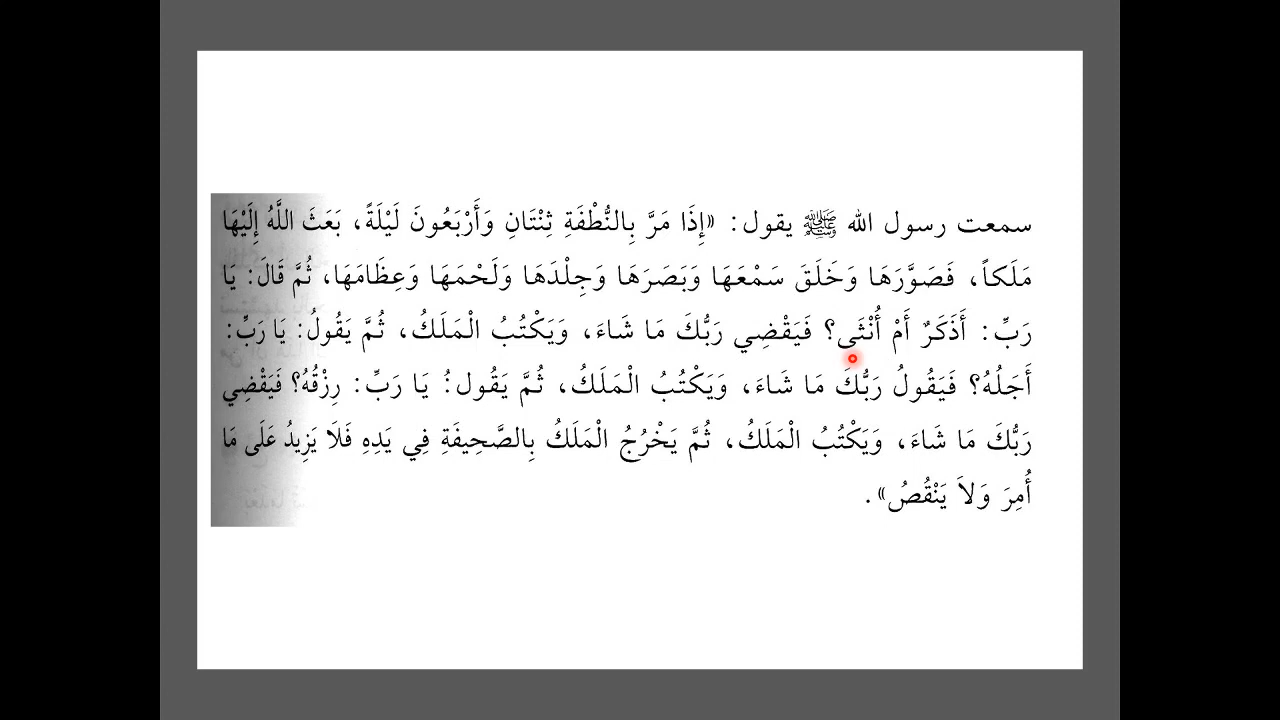 سمعت رسول الله ﷺ يقول: «إِذَا مَرَّ بِالنُّطْفَةِ ثِنْتَانِ وَأَرْبَعُونَ لَيْلَةً، بَعَثَ اللَّهُ إِلَيْهَا
مَلَكاً، فَصَوَّرَهَا وَخَلَقَ سَمْعَهَا وَبَصَرَهَا وَجِلْدَهَا وَلَحْمَهَا وَعِظَامَهَا، ثُمَّ قَالَ: يَا
رَبِّ: أَذَكَرٌ أَمْ أُنْثَى؟ فَيَقْضِي رَبُّكَ مَا شَاءَ، وَيَكْتُبُ الْمَلَكُ، ثُمَّ يَقُولُ: يَا رَبِّ:
أَجَلُهُ؟ فَيَقُولُ رَبُّكَ مَا شَاءَ، وَيَكْتُبُ الْمَلَكُ، ثُمَّ يَقُولُ: يَا رَبِّ: رِزْقُهُ؟ فَيَقْضِي
رَبُّكَ مَا شَاءَ، وَيَكْتُبُ الْمَلَكُ، ثُمَّ يَخْرُجُ الْمَلَكُ بِالصَّحِيفَةِ فِي يَدِهِ فَلَا يَزِيدُ عَلَى مَا
أُمِرَ وَلاَ يَنْقُصُ».